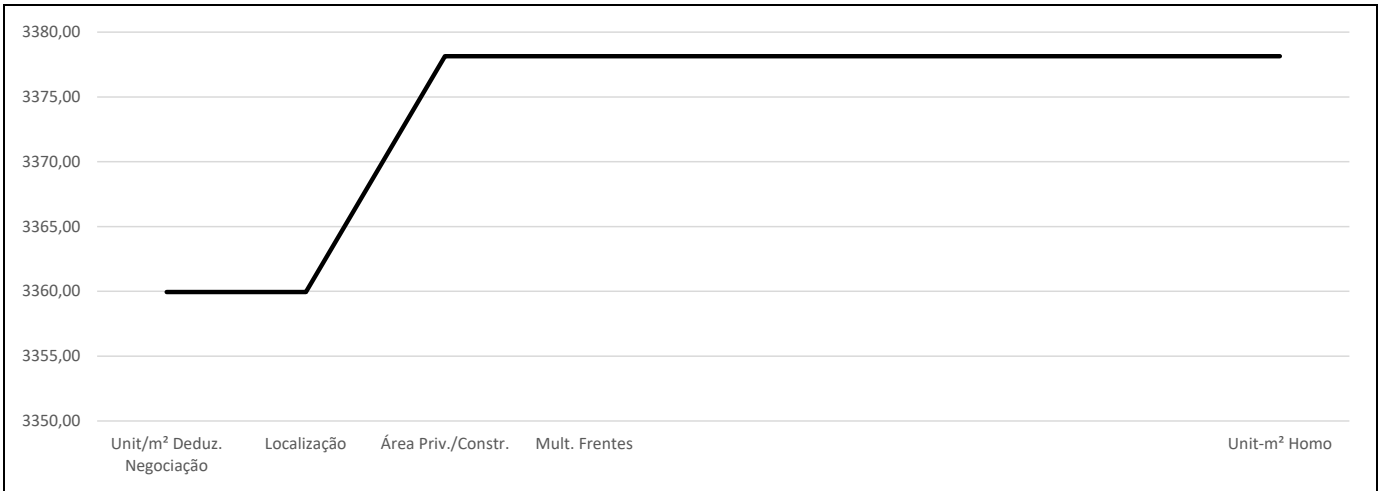 3380,00
3375,00
3370,00
3365,00
3360,00
3355,00
3350,00
Unit/m² Deduz.
Negociação
Localização
Área Priv./Constr.
Mult. Frentes
Unit-m² Homo